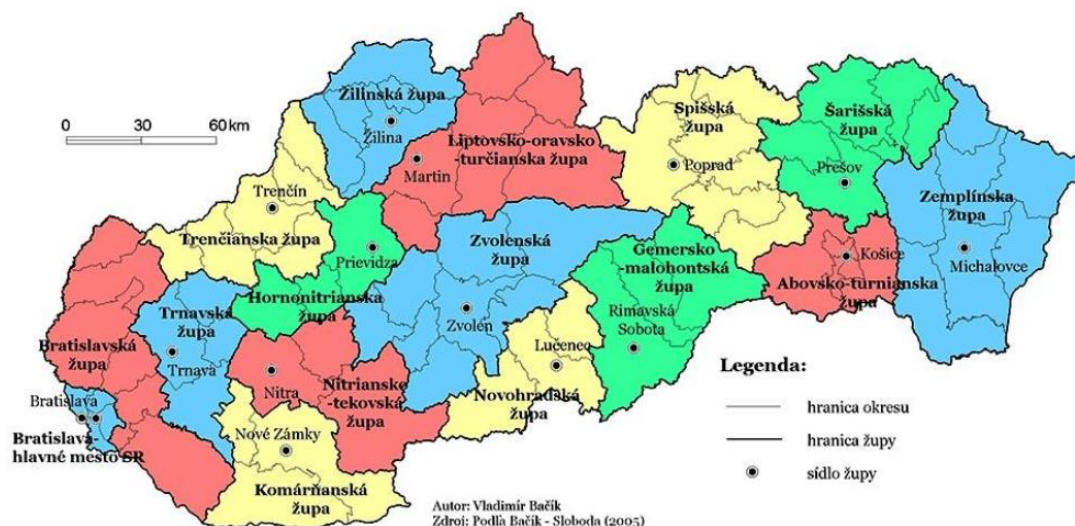 Žilinská župa
Žilina
0 30 60 km
Liptovsko-oravsko
-turčianska župa
Martin
Spišská
župa
Poprad
Šarišská
župa
Prešov
Zemplínska
župa
Michalovce
Trenčín
Trenčianska župa
Prievidza
Hornonitrianska
župa
Zvolenská
župa
Zvolen
Gemersko
-malohontská
župa
Rimavská
Sobota
Košice
Abovsko-turnianska
župa
Trnavská
župa
Trnava
Bratislavská
župa
Bratislava
Bratislava-
hlavné mesto SR
Nitra
Nitriansko
-tekovská
župa
Lučenec
Novohradská
župa
Nové Zámky
Komárňanská
župa
Legenda:
hranica okresu
hranica župy
sídlo župy
Autor: Vladimír Bačík
Zdroj: Podľa Bačík - Sloboda (2005)